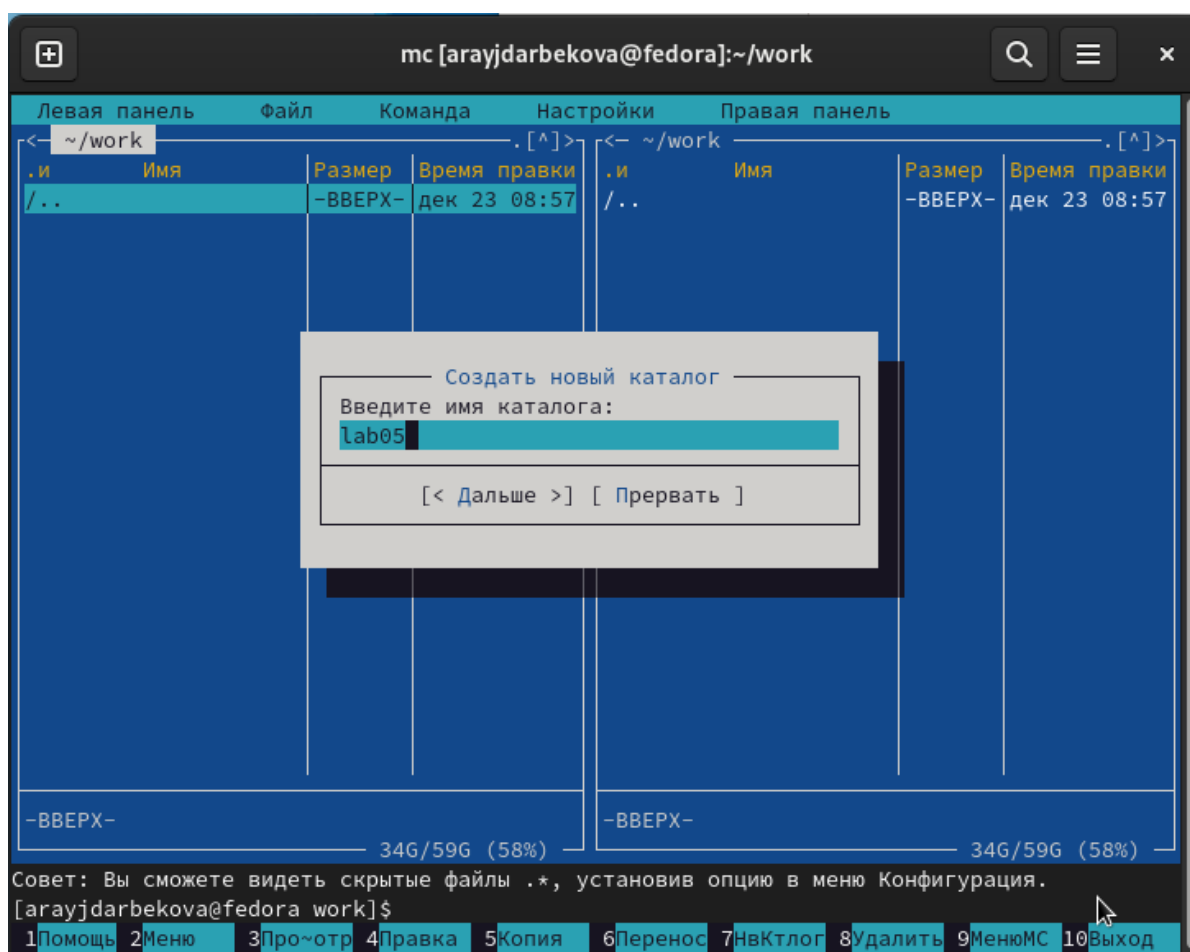 mc [arayjdarbekova@fedora]:~/work
Левая панель Файл Команда Настройки Правая панель
<— ~/work .[^]> <— ~/work .[^]>
.и Имя Размер Время правки .и Имя Размер Время правки
/.. -ВВЕРХ- дек 23 08:57 /.. -ВВЕРХ- дек 23 08:57
Создать новый каталог
Введите имя каталога:
lab05
[< Дальше >] [ Прервать ]
-ВВЕРХ- -ВВЕРХ-
34G/59G (58%) 34G/59G (58%)
Совет: Вы сможете видеть скрытые файлы .*, установив опцию в меню Конфигурация.
[arayjdarbekova@fedora work]$
1Помощь 2Меню 3Про~отр 4Правка 5Копия 6Перенос 7НвКтлог 8Удалить 9МенюMC 10Выход